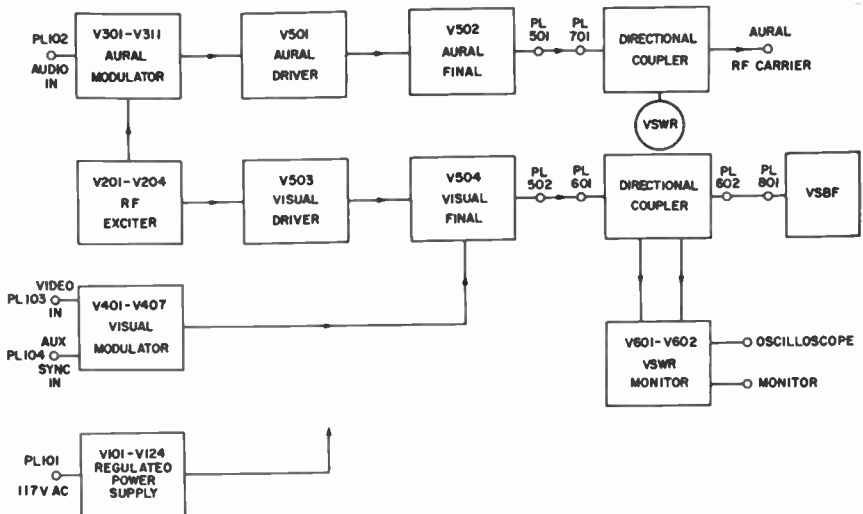 PL102
AUDIO
IN
V301-V311
AURAL
MODULATOR
V501
AURAL
DRIVER
V502
AURAL
FINAL
PL
501
PL
701
DIRECTIONAL
COUPLER
AURAL
RF CARRIER
VSWR
V201-V204
RF
EXCITER
V503
VISUAL
DRIVER
V504
VISUAL
FINAL
PL
502
PL
601
DIRECTIONAL
COUPLER
PL
602
PL
801
VSBF
VIDEO
PL103
IN
AUX
PL104
SYNC
IN
V401-V407
VISUAL
MODULATOR
V601-V602
VSWR
MONITOR
OSCILLOSCOPE
MONITOR
PL101
117V AC
V101-V124
REGULATED
POWER
SUPPLY